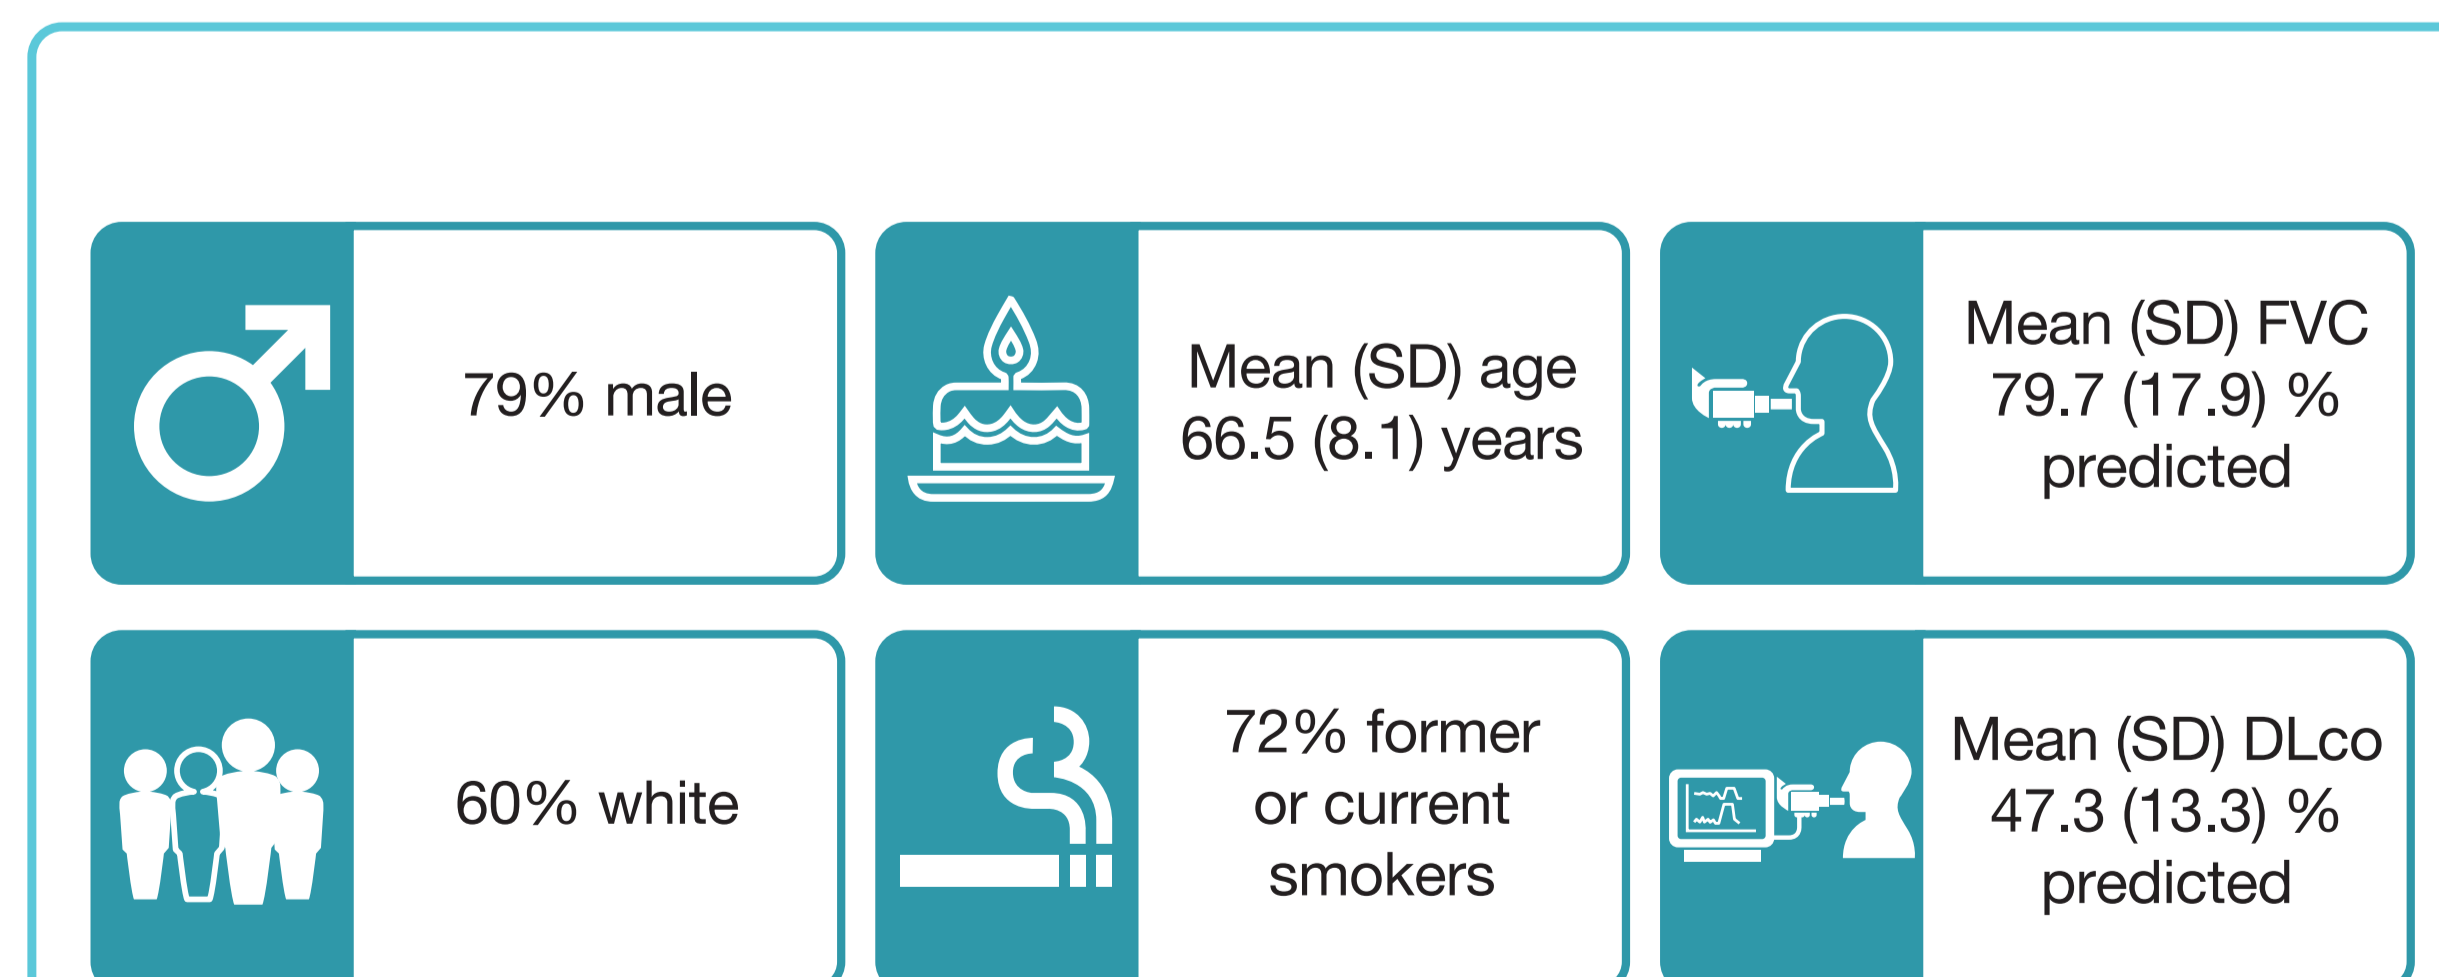 79% male
Mean (SD) age
66.5 (8.1) years
Mean (SD) FVC
79.7 (17.9) %
predicted
60% white
72% former
or current
smokers
Mean (SD) DLco
47.3 (13.3) %
predicted